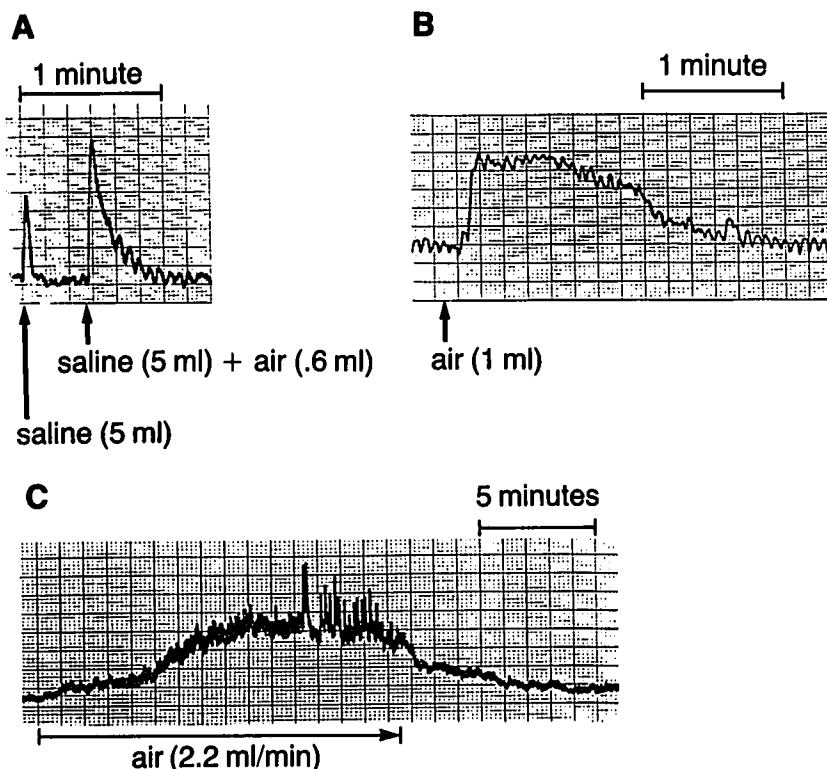 A
1 minute
saline (5 ml) + air (.6 ml)
saline (5 ml)
B
1 minute
air (1 ml)
C
5 minutes
air (2.2 ml/min)